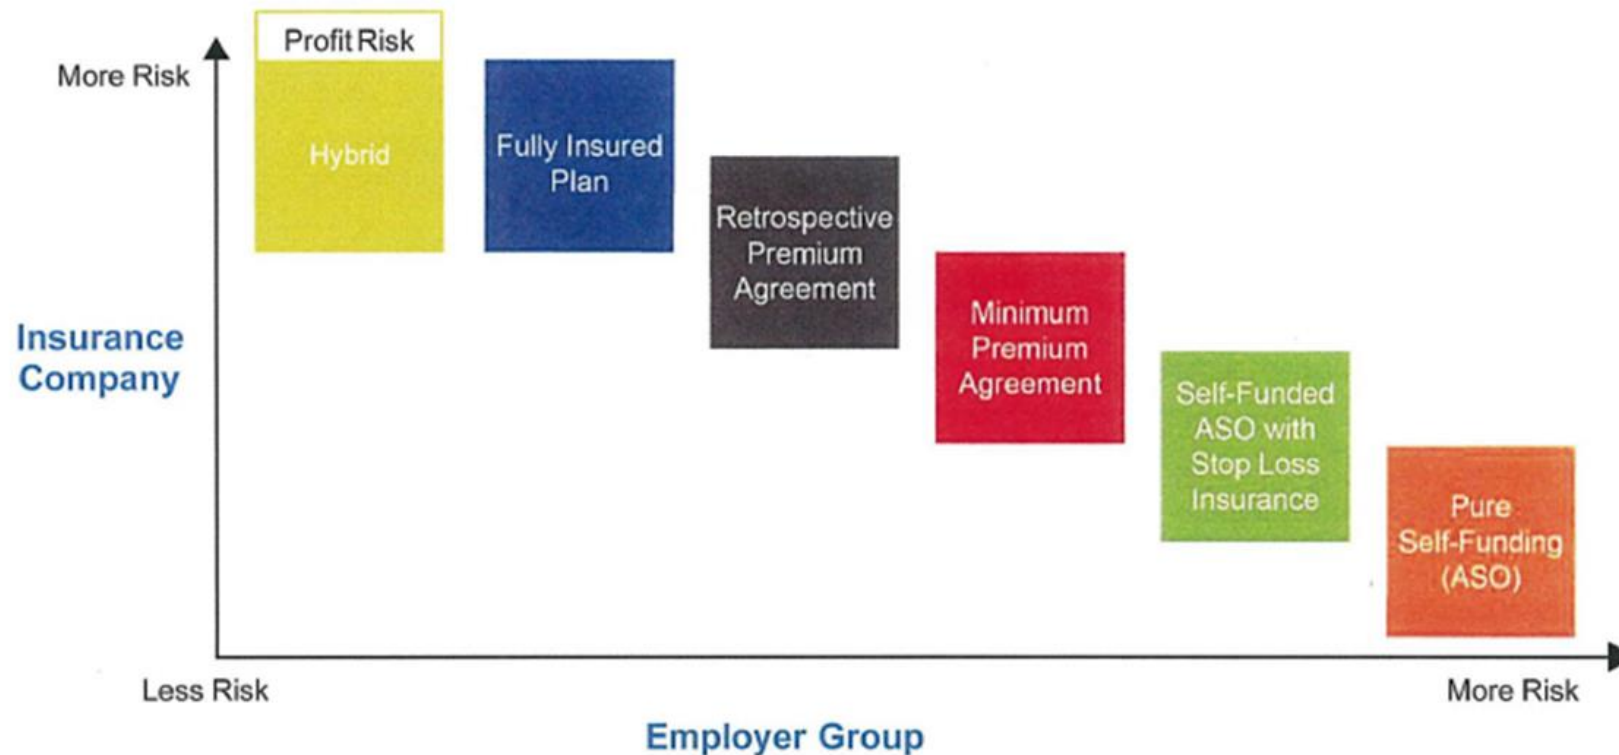 Profit Risk
More Risk
Hybrid
Fully Insured
Plan
Retrospective
Premium
Agreement
Minimum
Premium
Agreement
Insurance
Company
Self-Funded
ASO with
Stop Loss
Insurance
Pure
Self-Funding
(ASO)
Less Risk
More Risk
Employer Group